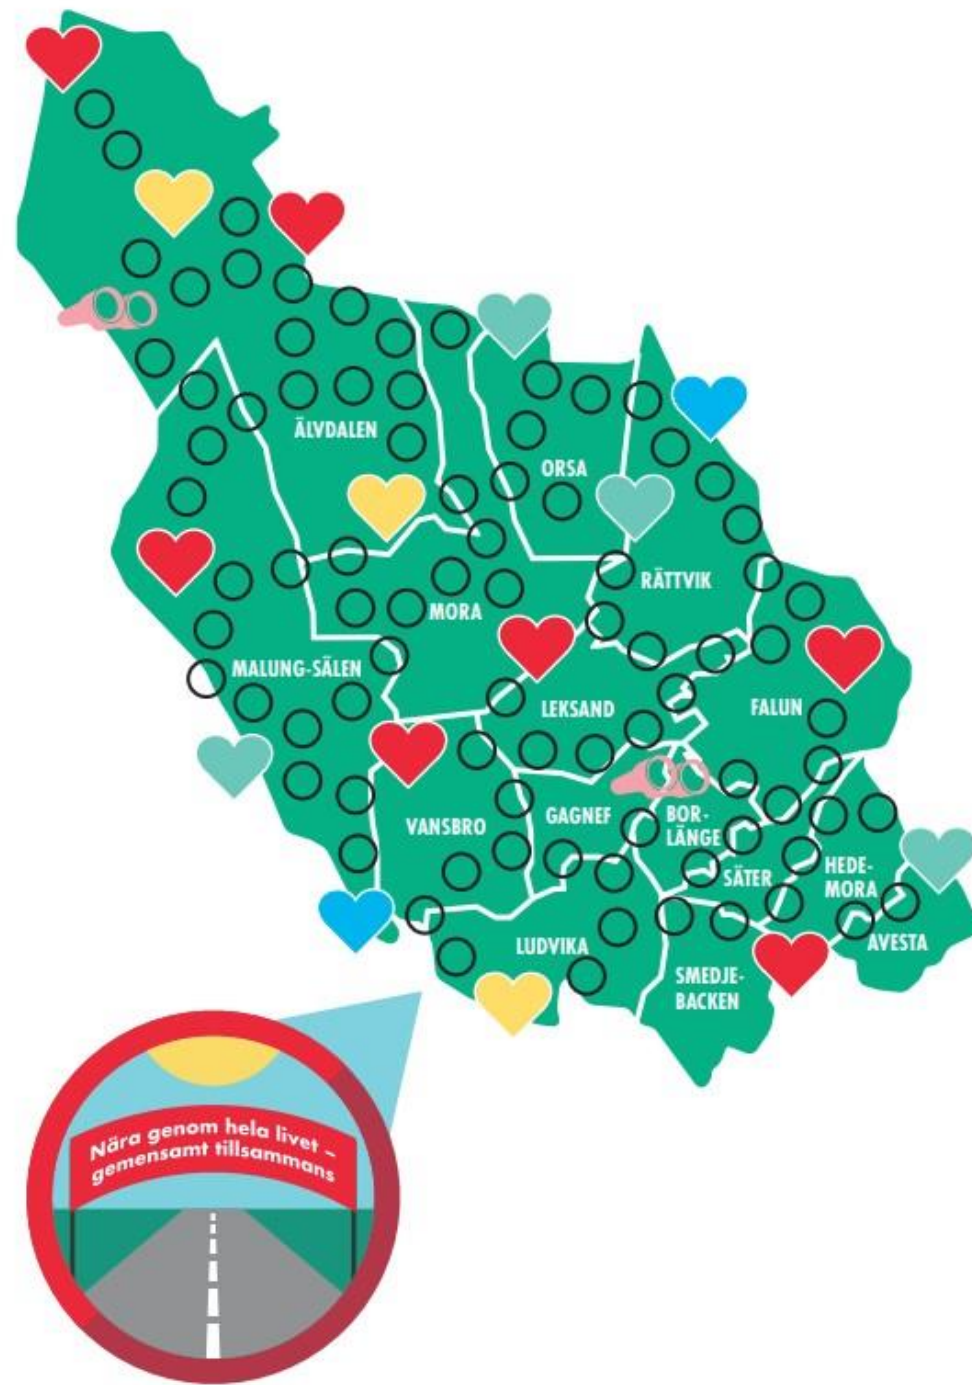 ÄLVDALEN
ORSA
RÄTTVIK
MORA
MALUNG-SÄLEN
LEKSAND
FALUN
VANSBRO
GAGNEF
BOR-
LÄNGE
SÄTER
HEDE-
MORA
AVESTA
LUDVIKA
SMEDJE-
BACKEN
Nära genom hela livet –
gemensamt tillsammans